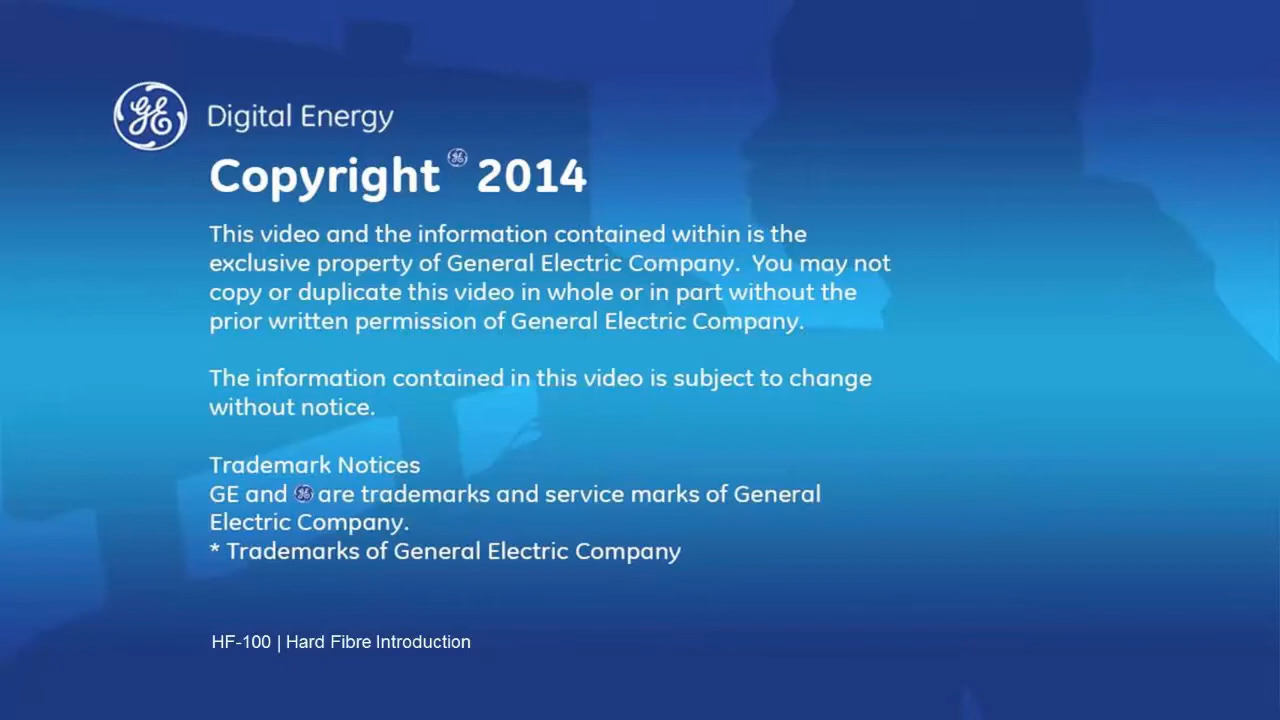 GE Digital Energy
Copyright GE 2014
This video and the information contained within is the
exclusive property of General Electric Company.  You may not
copy or duplicate this video in whole or in part without the
prior written permission of General Electric Company.
The information contained in this video is subject to change
without notice.
Trademark Notices
GE and GE are trademarks and service marks of General
Electric Company.
* Trademarks of General Electric Company
HF-100 | Hard Fibre Introduction